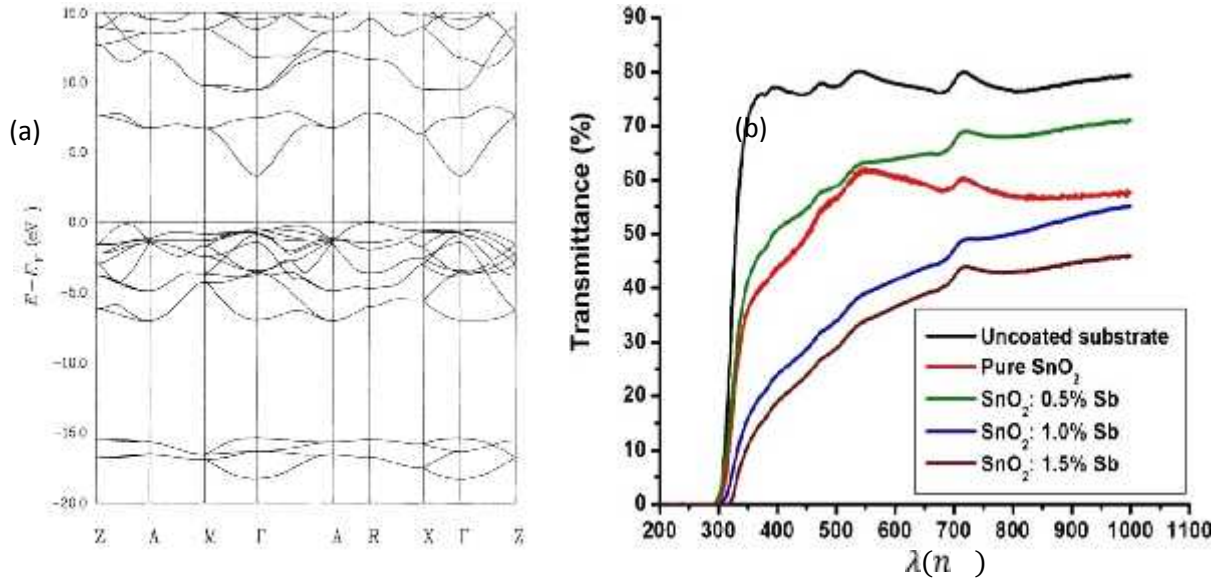 (a)
E-E_F (eV)
15.0
10.0
5.0
0.0
-5.0
-10.0
-15.0
-20.0
Z Λ M Γ A R X Γ Z
(b)
Transmittance (%)
90
80
70
60
50
40
30
20
10
0
Uncoated substrate
Pure SnO₂
SnO₂: 0.5% Sb
SnO₂: 1.0% Sb
SnO₂: 1.5% Sb
200 300 400 500 600 700 800 900 1000 1100
λ(n )